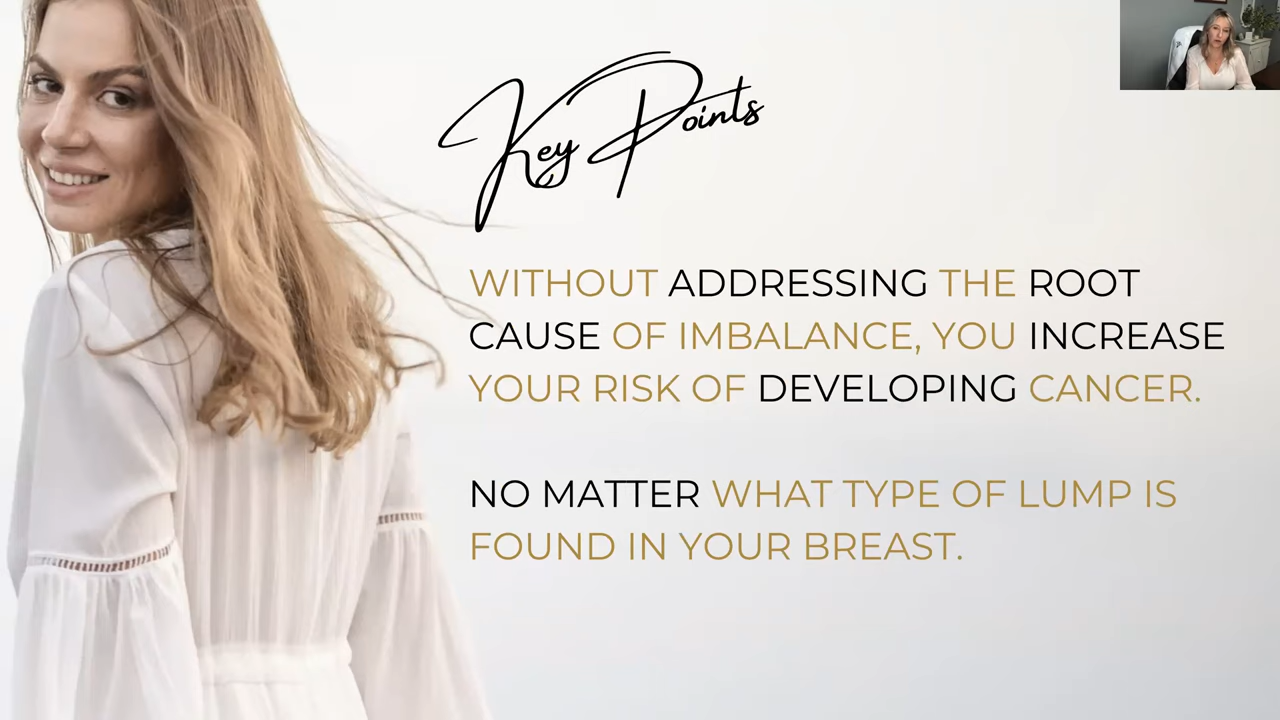 Key Points
WITHOUT ADDRESSING THE ROOT
CAUSE OF IMBALANCE, YOU INCREASE
YOUR RISK OF DEVELOPING CANCER.
NO MATTER WHAT TYPE OF LUMP IS
FOUND IN YOUR BREAST.